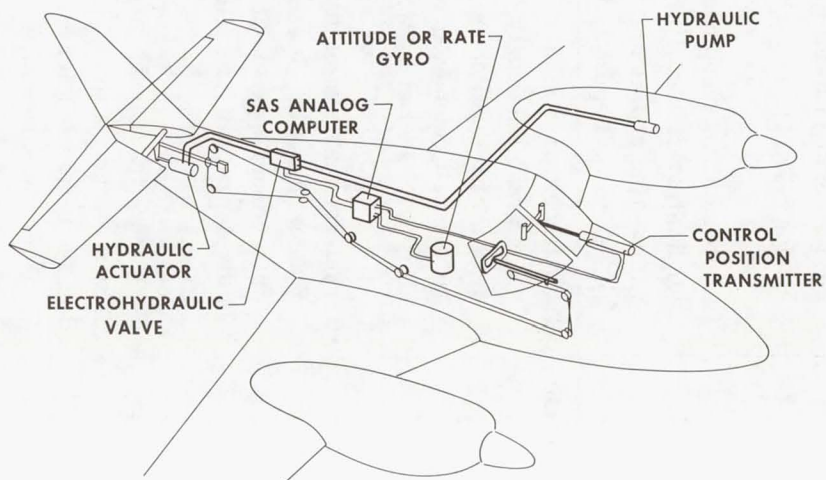 HYDRAULIC
PUMP
ATTITUDE OR RATE
GYRO
SAS ANALOG
COMPUTER
CONTROL
POSITION
TRANSMITTER
HYDRAULIC
ACTUATOR
ELECTROHYDRAULIC
VALVE